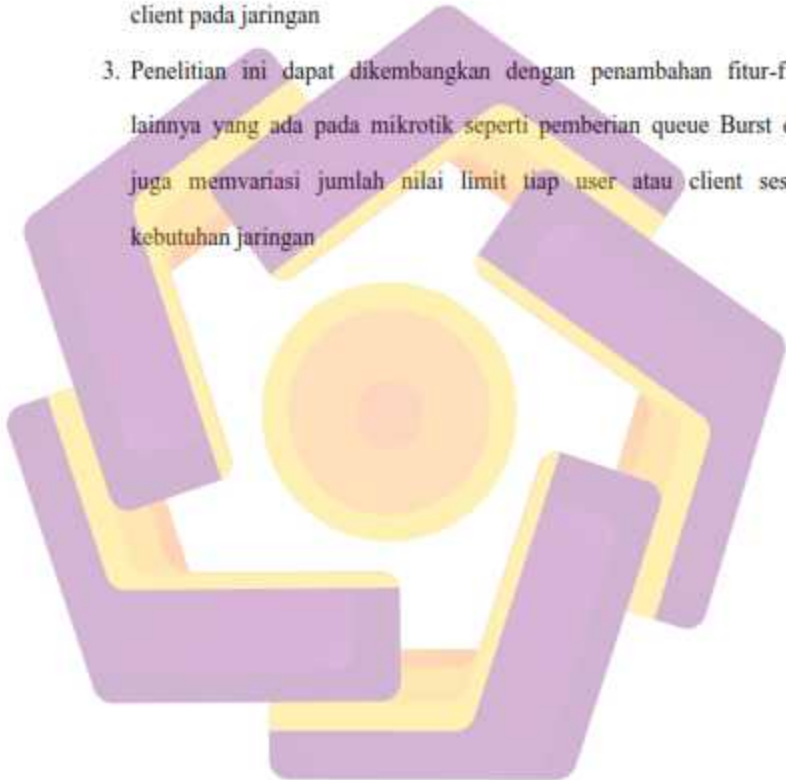 client pada jaringan
3. Penelitian ini dapat dikembangkan dengan penambahan fitur-f
lainnya yang ada pada mikrotik seperti pemberian queue Burst
juga memvariasi jumlah nilai limit tiap user atau client ses
kebutuhan jaringan